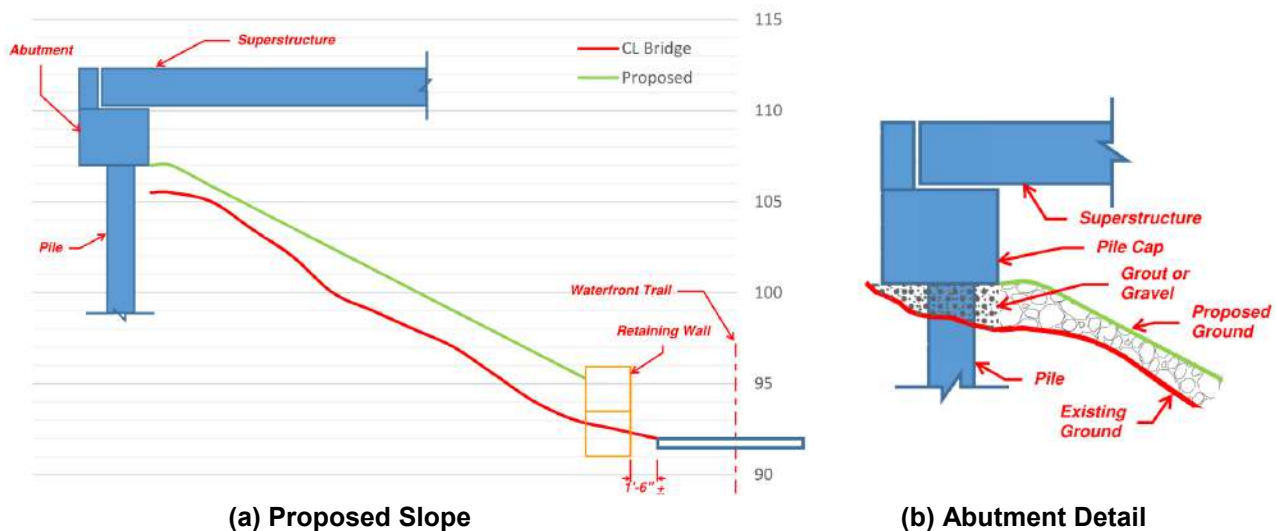 115
Superstructure
Abutment
CL Bridge
Proposed
110
105
Pile
100
Waterfront Trail
Retaining Wall
95
90
1'-6" ±
(a) Proposed Slope
Superstructure
Pile Cap
Grout or
Gravel
Proposed
Ground
Pile
Existing
Ground
(b) Abutment Detail